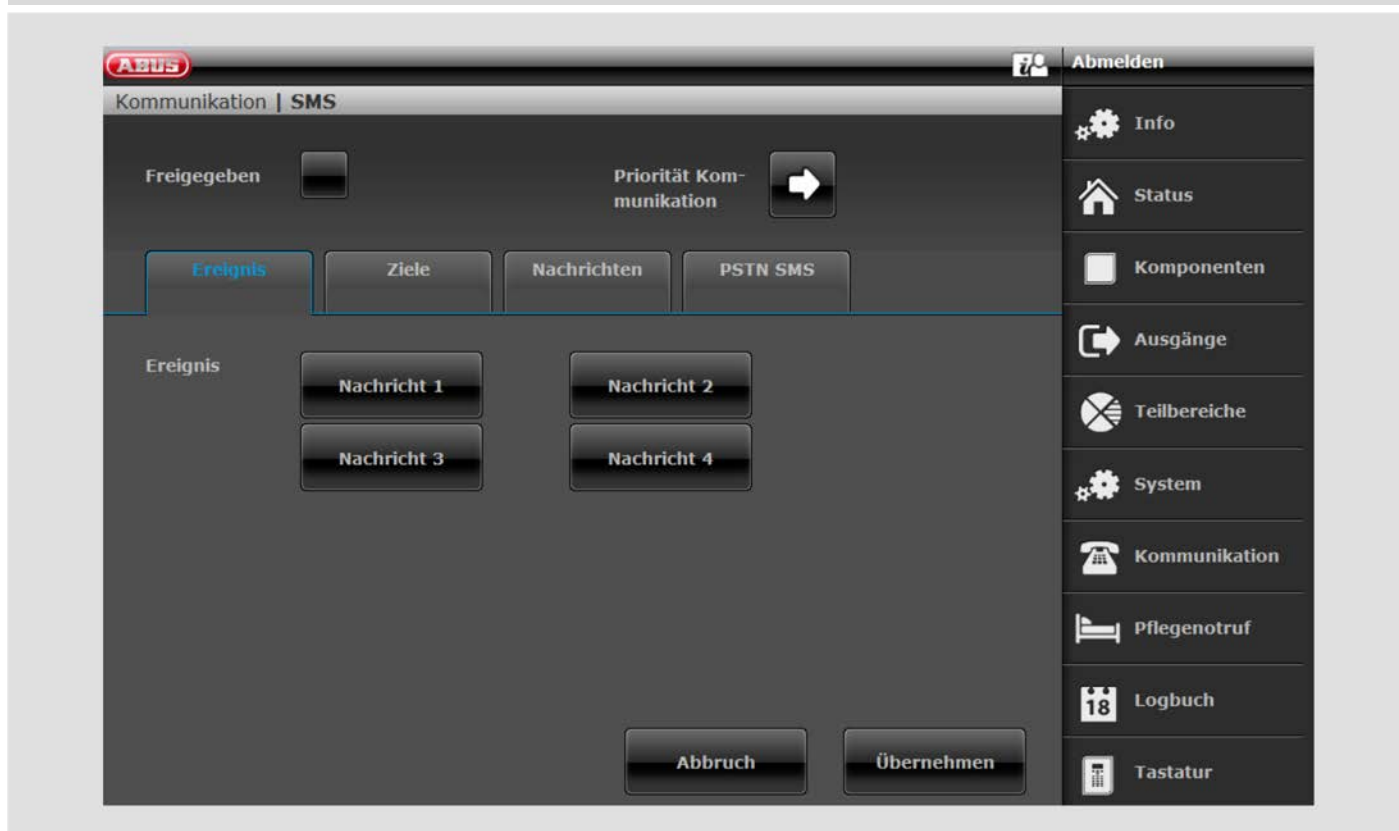 ABUS
Abmelden
Kommunikation | SMS
Info
Freigegeben
Priorität Kom-
munikation
Status
Ereignis
Ziele
Nachrichten
PSTN SMS
Komponenten
Ausgänge
Ereignis
Nachricht 1
Nachricht 2
Teilbereiche
Nachricht 3
Nachricht 4
System
Kommunikation
Pflegenotruf
18
Logbuch
Abbruch
Übernehmen
Tastatur